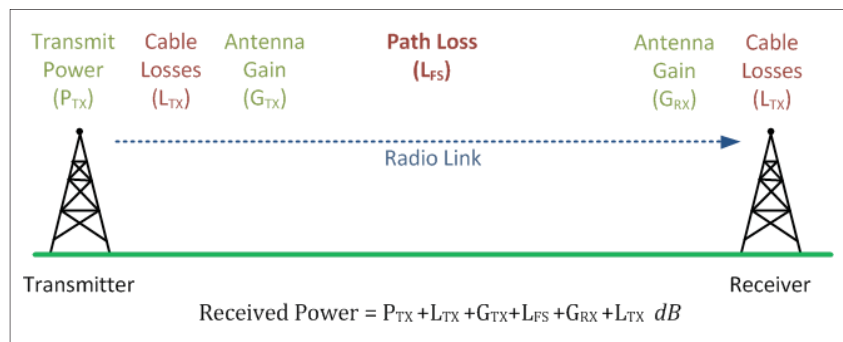 Transmit
Power
(PTX)
Cable
Losses
(LTX)
Antenna
Gain
(GTX)
Path Loss
(LFS)
Antenna
Gain
(GRX)
Cable
Losses
(LTX)
Radio Link
Transmitter
Receiver
Received Power = PTX +LTX +GTX+LFS +GRX +LTX dB